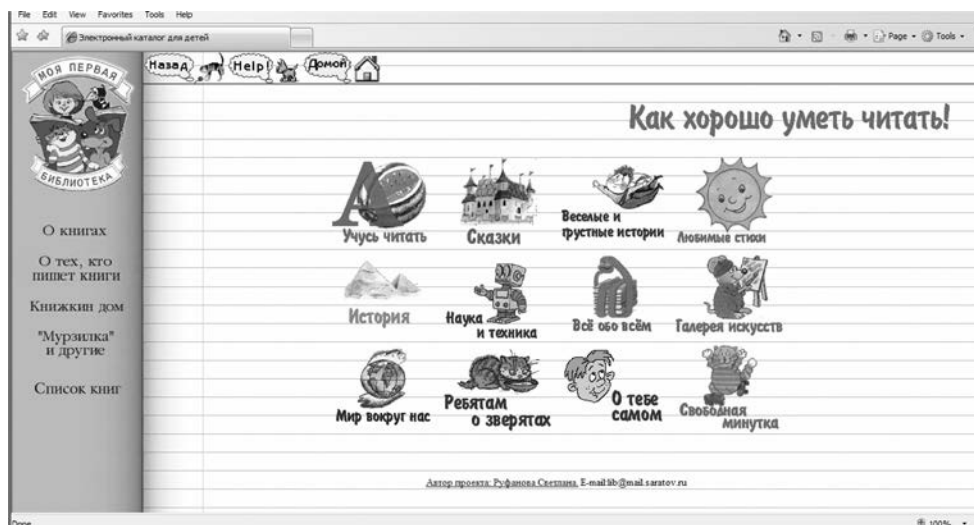 File Edit View Favorites Tools Help
Электронный каталог для детей
Page Tools
МОЯ ПЕРВАЯ
БИБЛИОТЕКА
Назад Help! Домой
О книгах
О тех, кто
пишет книги
Книжкин дом
"Мурзилка"
и другие
Список книг
Как хорошо уметь читать!
А
Учусь читать
Сказки
Веселые и
грустные истории
Любимые стихи
История
Наука
и техника
Всё обо всём
Галерея искусств
Мир вокруг нас
Ребятам
о зверятах
О тебе
самом
Свободная
минутка
Автор проекта: Руфанова Светлана. E-mail:lib@mail.saratov.ru
Done
100%